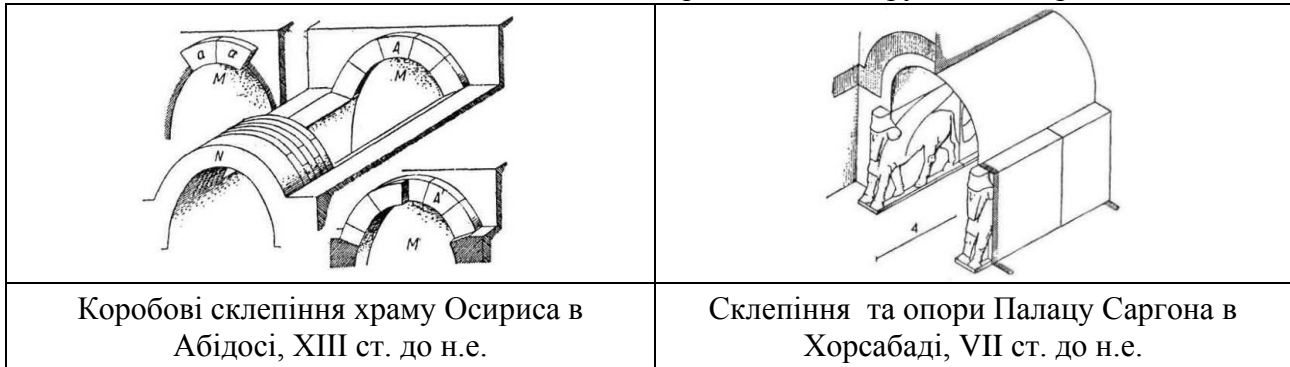 a a
M
A
M
N
A'
M
4
Коробові склепіння храму Осириса в
Абідосі, XIII ст. до н.е.
Склепіння та опори Палацу Саргона в
Хорсабаді, VII ст. до н.е.